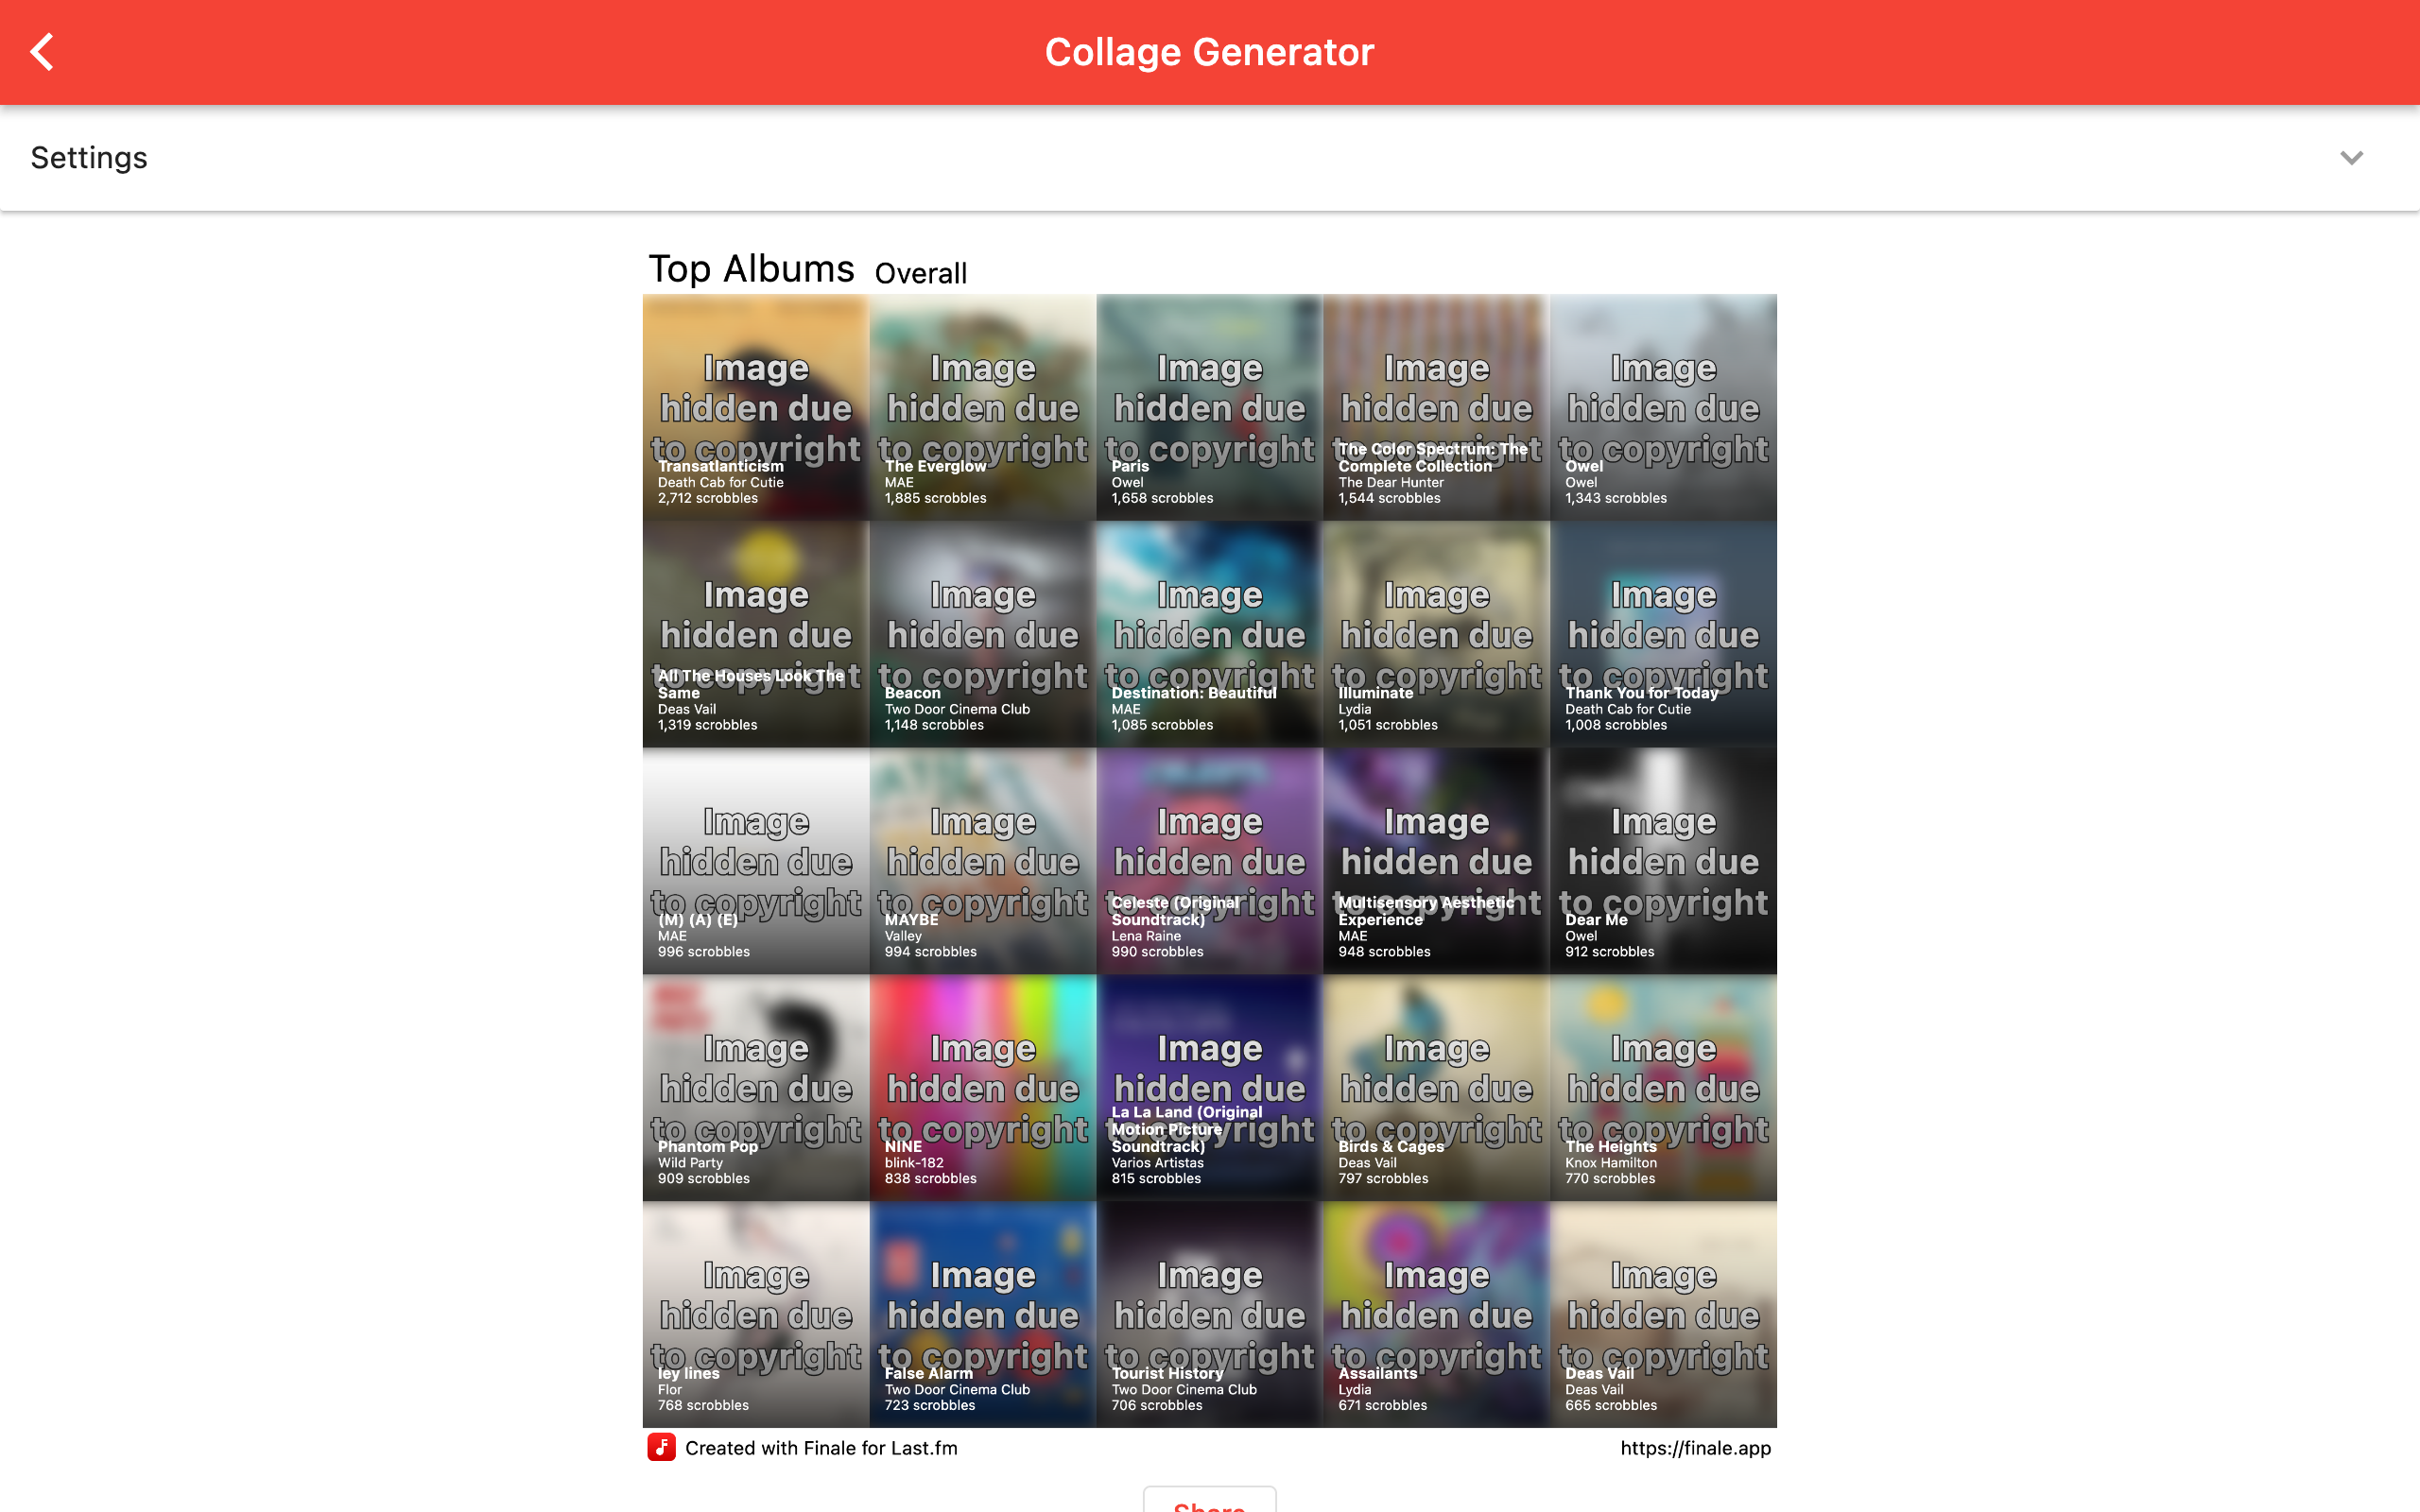 Collage Generator
Settings
Top Albums Overall
Image
hidden due
to copyright
Transatlanticism
Death Cab for Cutie
2,712 scrobbles
Image
hidden due
to copyright
The Everglow
MAE
1,885 scrobbles
Image
hidden due
to copyright
Paris
Owel
1,658 scrobbles
Image
hidden due
to copyright
The Color Spectrum: The
Complete Collection
The Dear Hunter
1,544 scrobbles
Image
hidden due
to copyright
Owel
Owel
1,343 scrobbles
Image
hidden due
to copyright
All The Houses Look The
Same
Deas Vail
1,319 scrobbles
Image
hidden due
to copyright
Beacon
Two Door Cinema Club
1,148 scrobbles
Image
hidden due
to copyright
Destination: Beautiful
MAE
1,085 scrobbles
Image
hidden due
to copyright
Illuminate
Lydia
1,051 scrobbles
Image
hidden due
to copyright
Thank You for Today
Death Cab for Cutie
1,008 scrobbles
Image
hidden due
to copyright
(M) (A) (E)
MAE
996 scrobbles
Image
hidden due
to copyright
MAYBE
Valley
994 scrobbles
Image
hidden due
to copyright
Celeste (Original
Soundtrack)
Lena Raine
990 scrobbles
Image
hidden due
to copyright
Multisensory Aesthetic
Experience
MAE
948 scrobbles
Image
hidden due
to copyright
Dear Me
Owel
912 scrobbles
Image
hidden due
to copyright
Phantom Pop
Wild Party
909 scrobbles
Image
hidden due
to copyright
NINE
blink-182
838 scrobbles
Image
hidden due
to copyright
La La Land (Original
Motion Picture
Soundtrack)
Varios Artistas
815 scrobbles
Image
hidden due
to copyright
Birds & Cages
Deas Vail
797 scrobbles
Image
hidden due
to copyright
The Heights
Knox Hamilton
770 scrobbles
Image
hidden due
to copyright
ley lines
Flor
768 scrobbles
Image
hidden due
to copyright
False Alarm
Two Door Cinema Club
723 scrobbles
Image
hidden due
to copyright
Tourist History
Two Door Cinema Club
706 scrobbles
Image
hidden due
to copyright
Assailants
Lydia
671 scrobbles
Image
hidden due
to copyright
Deas Vail
Deas Vail
665 scrobbles
Created with Finale for Last.fm
https://finale.app
Share